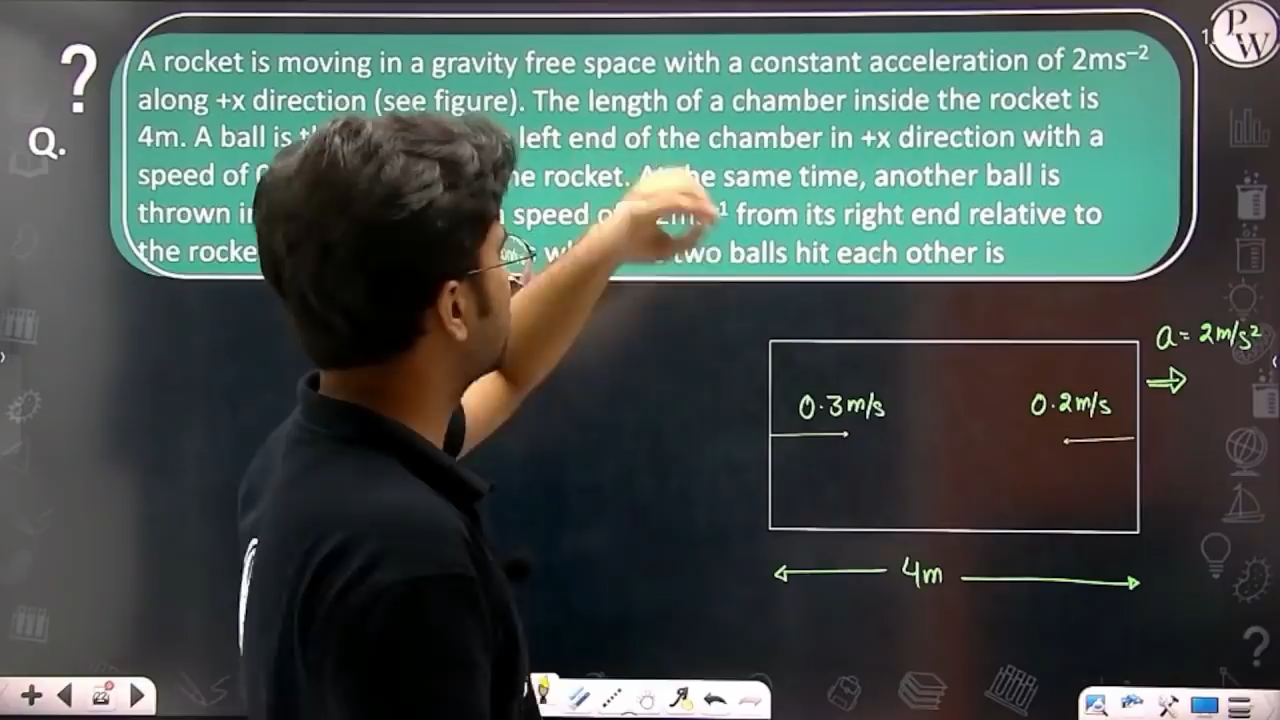 ?
Q.
A rocket is moving in a gravity free space with a constant acceleration of 2ms⁻²
along +x direction (see figure). The length of a chamber inside the rocket is
4m. A ball is left end of the chamber in +x direction with a
speed of rocket. the same time, another ball is
thrown speed from its right end relative to
the two balls hit each other is
PW
a = 2m/s²
0.3m/s 0.2m/s
4m